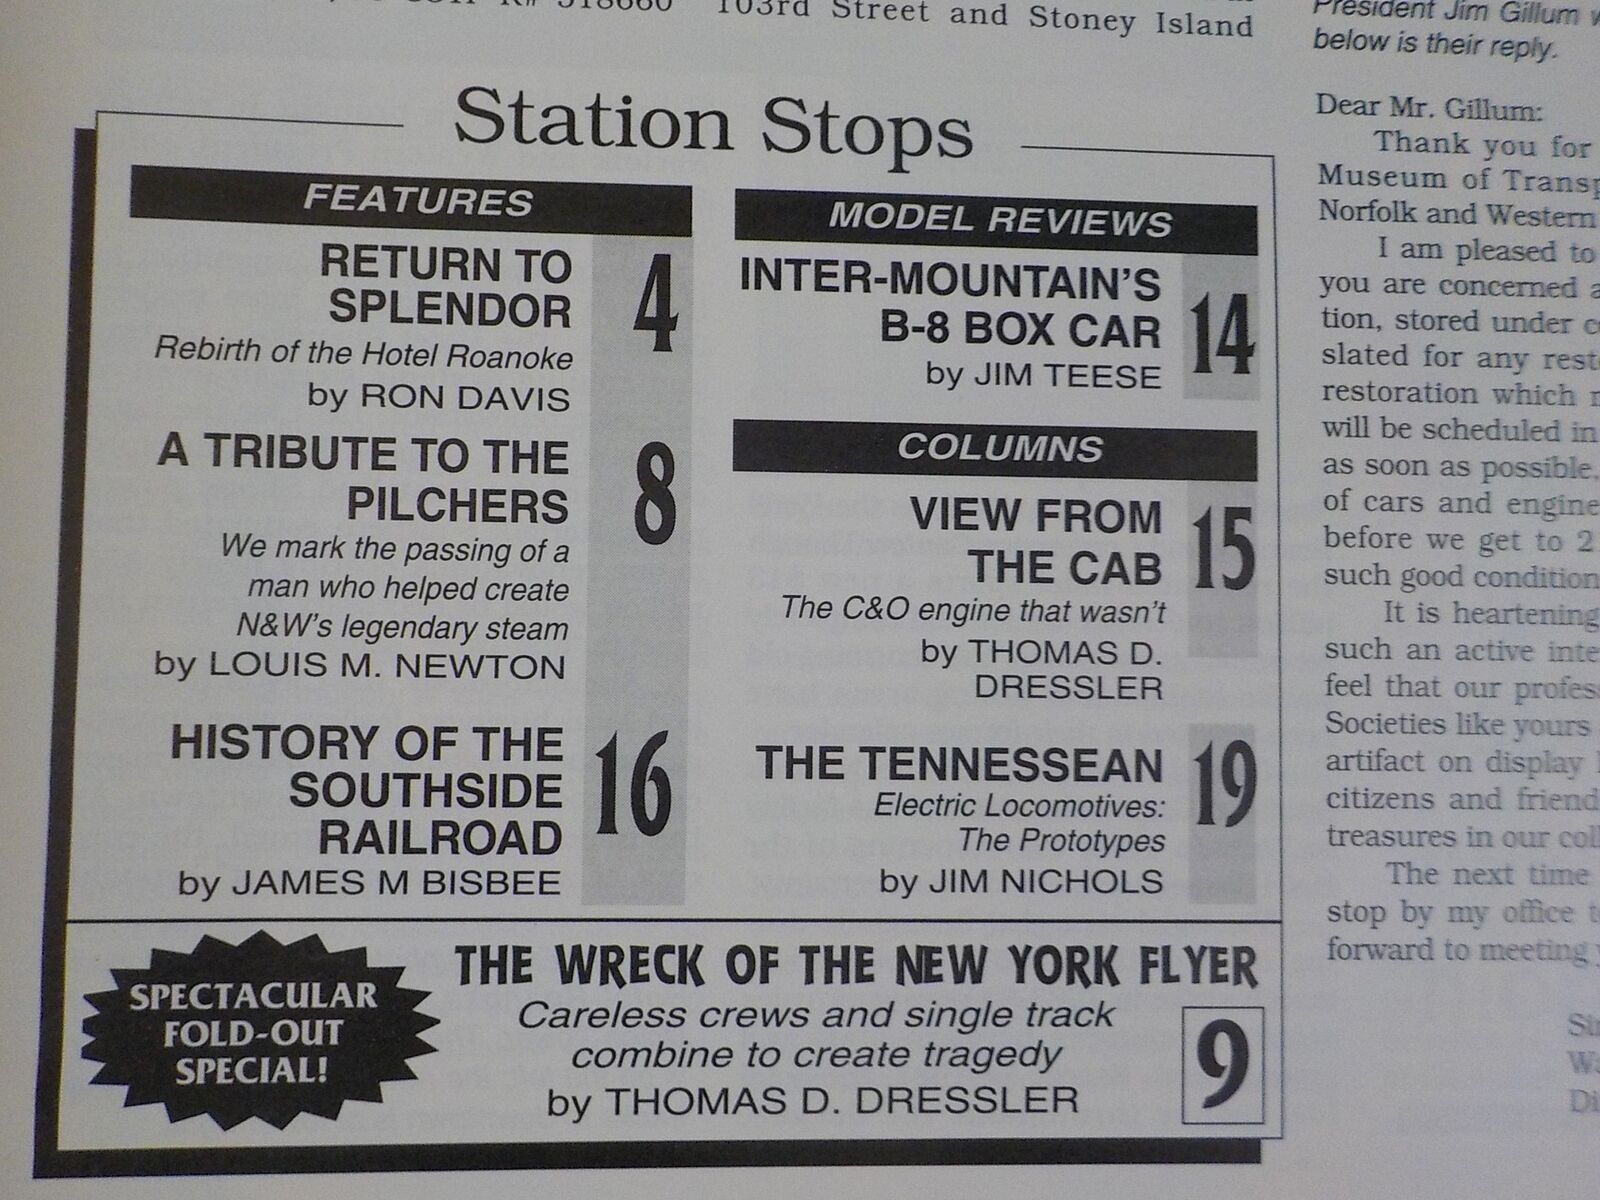 103rd Street and Stoney Island
Station Stops
FEATURES
RETURN TO
SPLENDOR
Rebirth of the Hotel Roanoke
by RON DAVIS
4
A TRIBUTE TO THE
PILCHERS
We mark the passing of a
man who helped create
N&W's legendary steam
by LOUIS M. NEWTON
8
HISTORY OF THE
SOUTHSIDE
RAILROAD
by JAMES M BISBEE
16
MODEL REVIEWS
INTER-MOUNTAIN'S
B-8 BOX CAR
by JIM TEESE
14
COLUMNS
VIEW FROM
THE CAB
The C&O engine that wasn't
by THOMAS D.
DRESSLER
15
THE TENNESSEAN
Electric Locomotives:
The Prototypes
by JIM NICHOLS
19
SPECTACULAR
FOLD-OUT
SPECIAL!
THE WRECK OF THE NEW YORK FLYER
Careless crews and single track
combine to create tragedy
by THOMAS D. DRESSLER
9
President Jim Gillum
below is their reply.
Dear Mr. Gillum:
Thank you for
Museum of
Norfolk and Western
I am pleased to
you are concerned
tion, stored under
slated for any
restoration which
will be scheduled in
as soon as possible.
of cars and
before we get to 2
such good condition
It is heartening
such an active
feel that our
Societies like yours
artifact on display
citizens and
treasures in our
The next time
stop by my office
forward to meeting